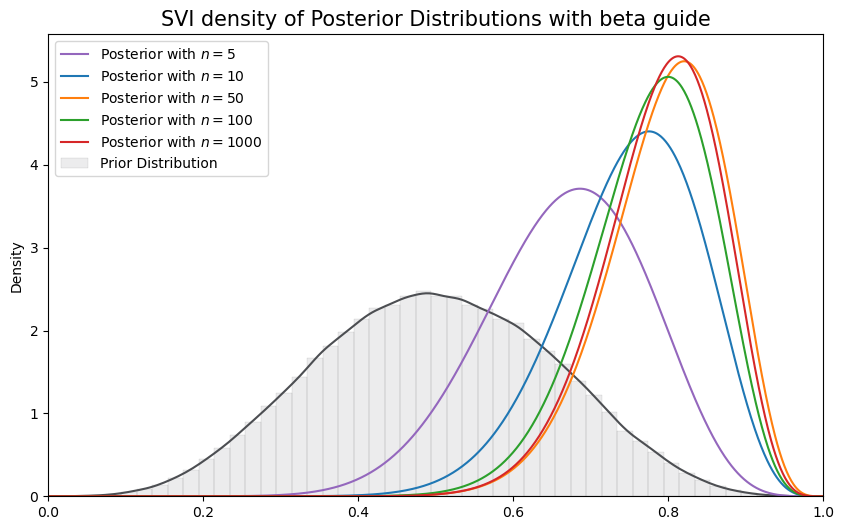 SVI density of Posterior Distributions with beta guide
Posterior with n = 5
Posterior with n = 10
Posterior with n = 50
Posterior with n = 100
Posterior with n = 1000
Prior Distribution
Density
5
4
3
2
1
0
0.0 0.2 0.4 0.6 0.8 1.0